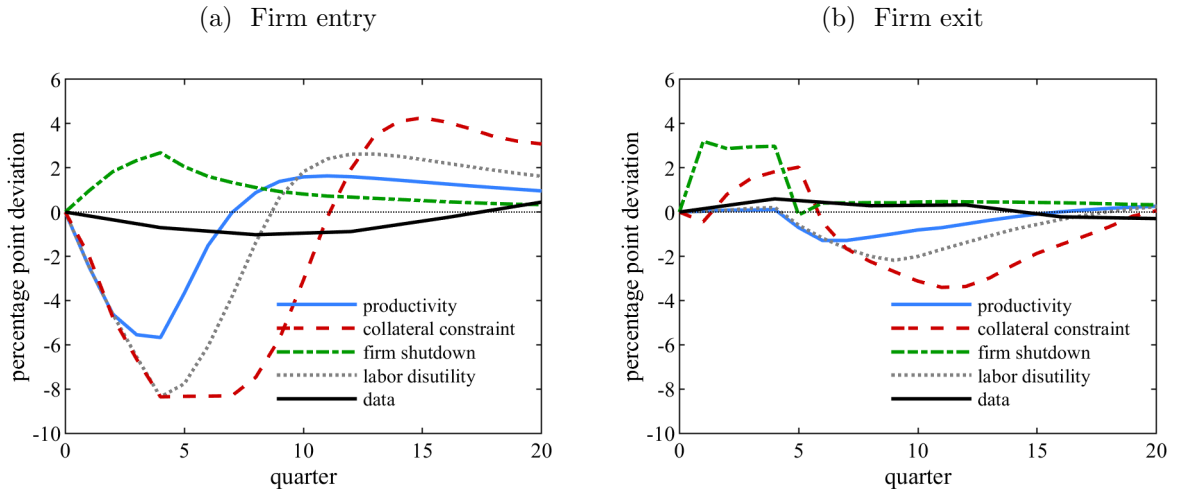 (a) Firm entry
(b) Firm exit
percentage point deviation
6
4
2
0
-2
-4
-6
-8
-10
productivity
collateral constraint
firm shutdown
labor disutility
data
0
5
10
15
20
quarter
percentage point deviation
6
4
2
0
-2
-4
-6
-8
-10
productivity
collateral constraint
firm shutdown
labor disutility
data
0
5
10
15
20
quarter